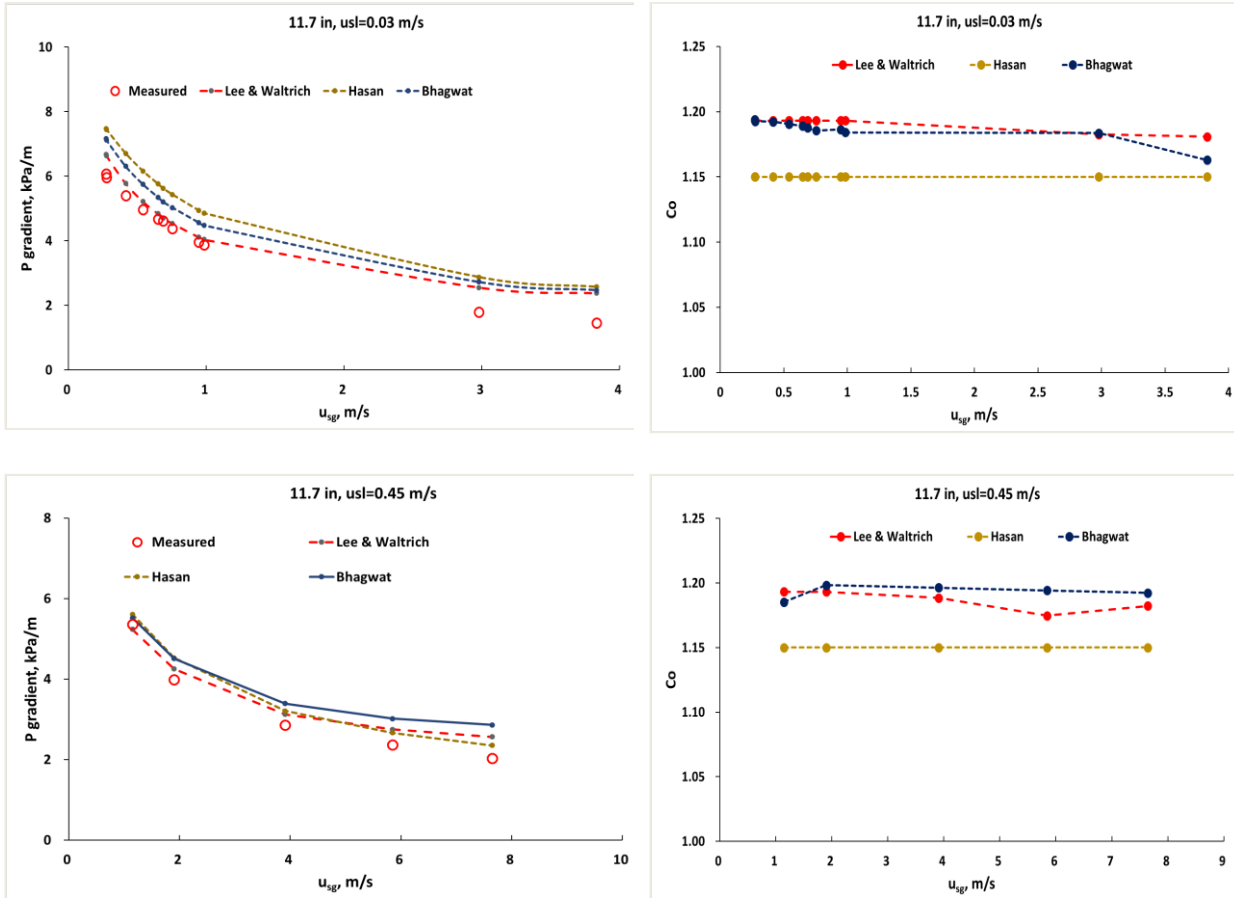 11.7 in, usl=0.03 m/s
10
8
6
4
2
0
P gradient, kPa/m
Measured
Lee & Waltrich
Hasan
Bhagwat
0
1
2
3
4
usg, m/s
11.7 in, usl=0.03 m/s
1.25
1.20
1.15
1.10
1.05
1.00
Co
Lee & Waltrich
Hasan
Bhagwat
0
0.5
1
1.5
2
2.5
3
3.5
4
usg, m/s
11.7 in, usl=0.45 m/s
8
6
4
2
0
P gradient, kPa/m
Measured
Lee & Waltrich
Hasan
Bhagwat
0
2
4
6
8
10
usg, m/s
11.7 in, usl=0.45 m/s
1.25
1.20
1.15
1.10
1.05
1.00
Co
Lee & Waltrich
Hasan
Bhagwat
0
1
2
3
4
5
6
7
8
9
usg, m/s